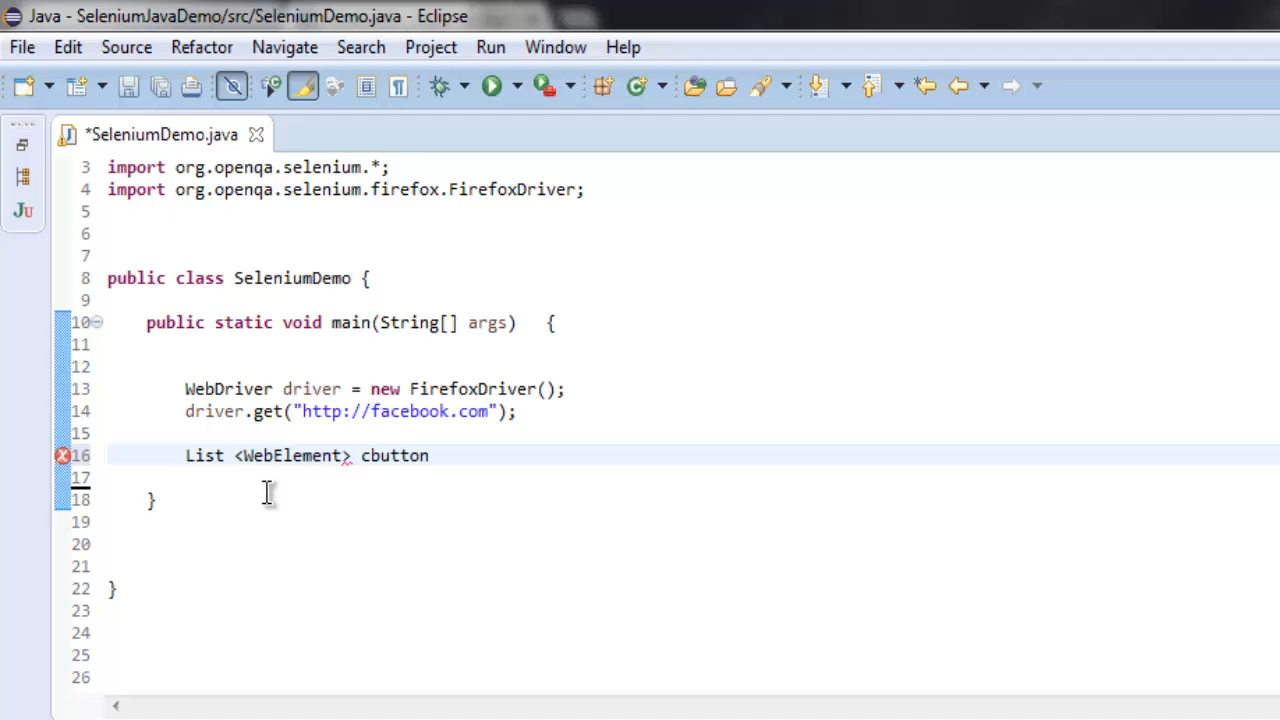 Java - SeleniumJavaDemo/src/SeleniumDemo.java - Eclipse
File Edit Source Refactor Navigate Search Project Run Window Help
*SeleniumDemo.java
3 import org.openqa.selenium.*;
4 import org.openqa.selenium.firefox.FirefoxDriver;
5
6
7
8 public class SeleniumDemo {
9
10 public static void main(String[] args) {
11
12
13 WebDriver driver = new FirefoxDriver();
14 driver.get("http://facebook.com");
15
16 List <WebElement> cbutton
17
18 }
19
20
21
22 }
23
24
25
26
JU